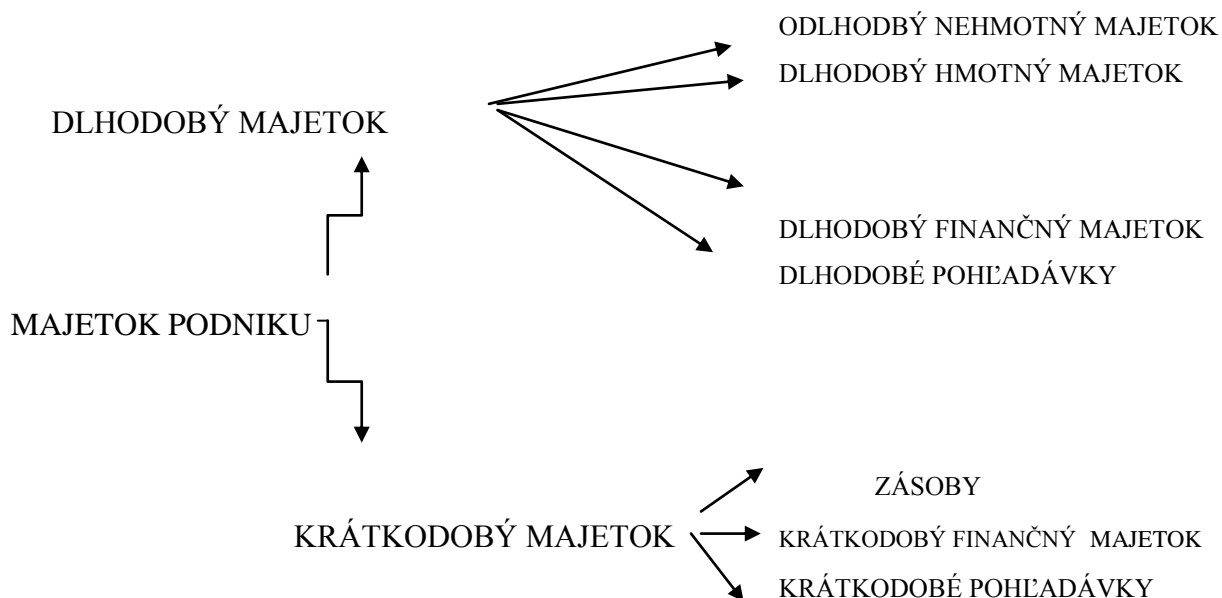 ODLHODBÝ NEHMOTNÝ MAJETOK
DLHODOBÝ HMOTNÝ MAJETOK
DLHODOBÝ MAJETOK
DLHODOBÝ FINANČNÝ MAJETOK
DLHODOBÉ POHĽADÁVKY
MAJETOK PODNIKU
ZÁSOBY
KRÁTKODOBÝ MAJETOK
KRÁTKODOBÝ FINANČNÝ MAJETOK
KRÁTKODOBÉ POHĽADÁVKY